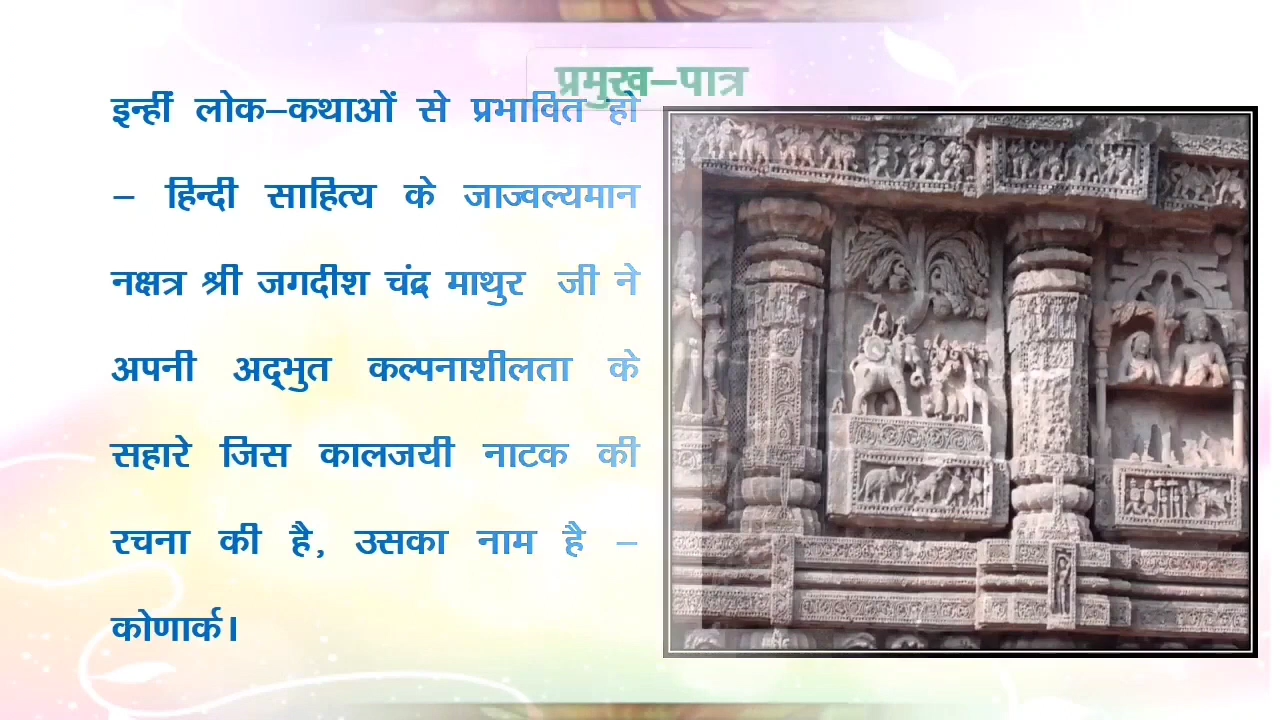 प्रमुख–पात्र
इन्हीं लोक–कथाओं से प्रभावित हो
– हिन्दी साहित्य के जाज्वल्यमान
नक्षत्र श्री जगदीश चंद्र माथुर जी ने
अपनी अद्‌भुत कल्पनाशीलता के
सहारे जिस कालजयी नाटक की
रचना की है, उसका नाम है –
कोणार्क।